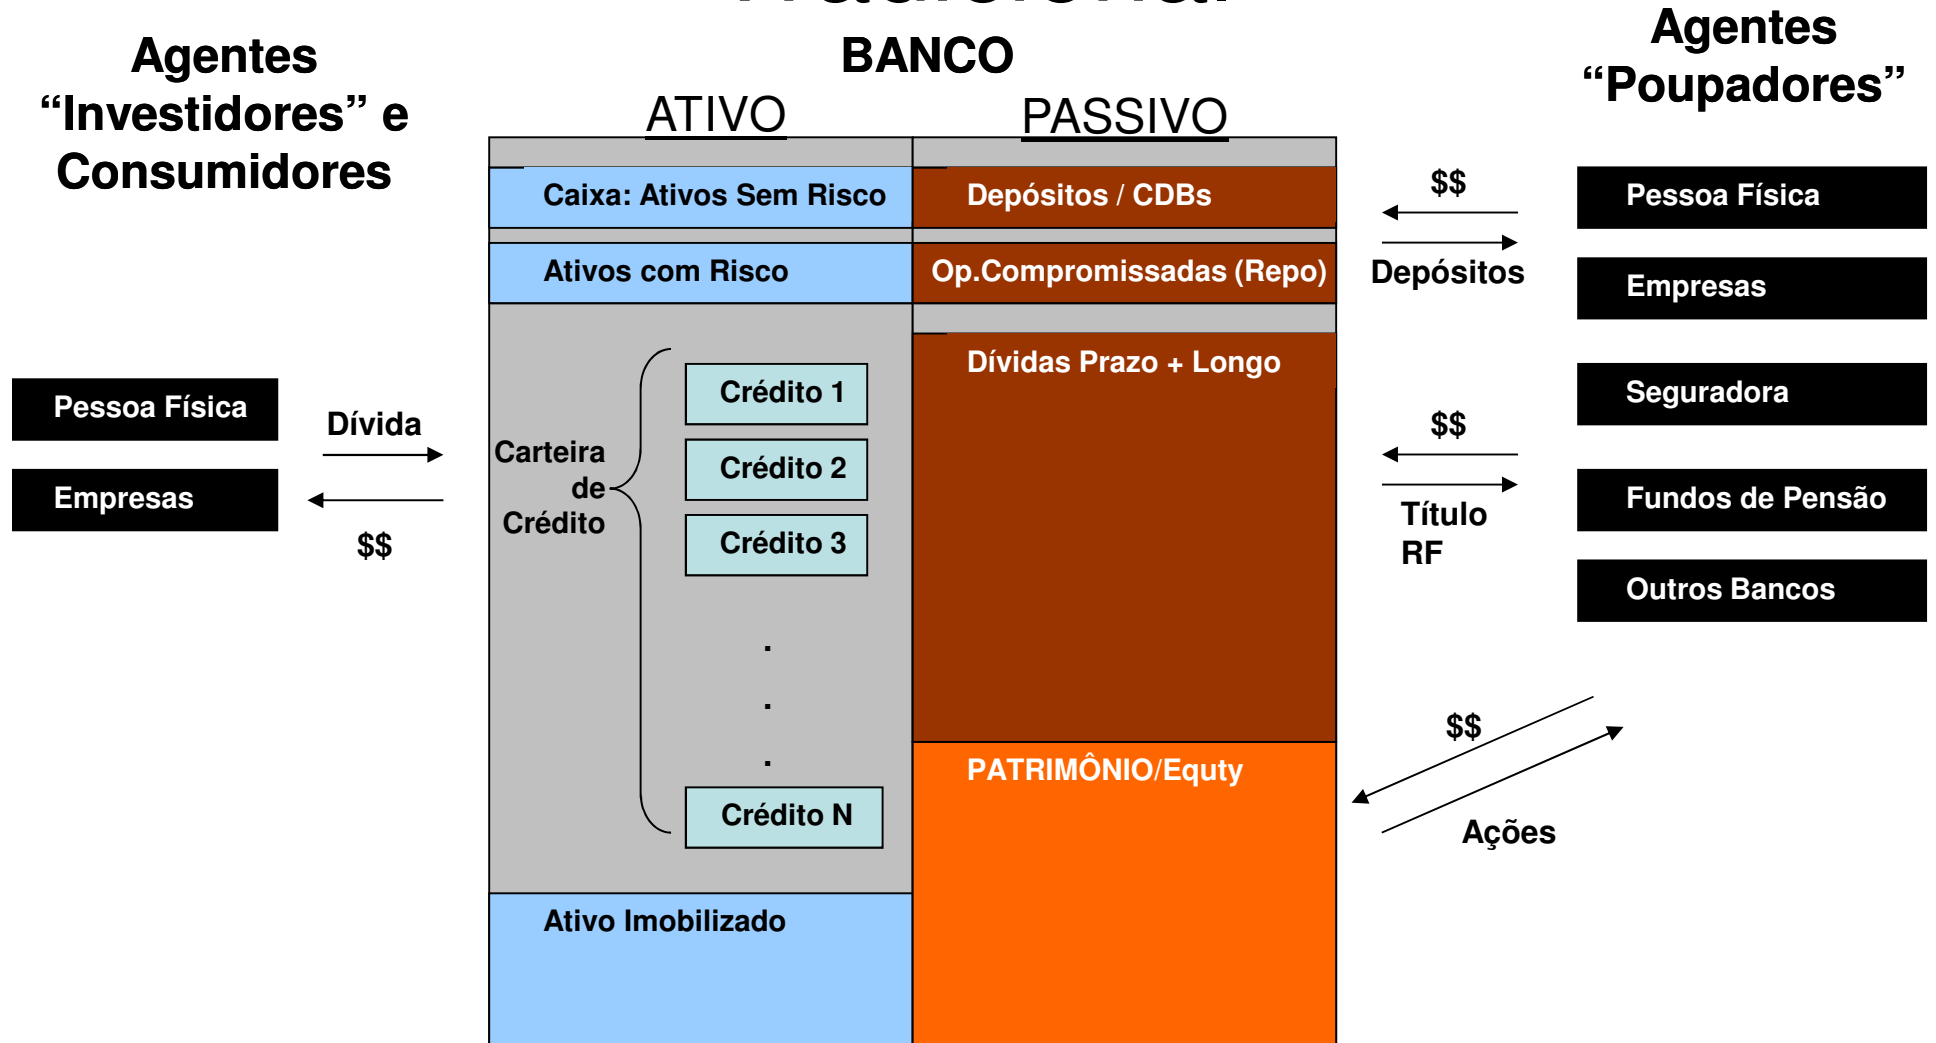 Agentes
“Investidores” e
Consumidores
BANCO
Agentes
“Poupadores”
ATIVO
PASSIVO
Caixa: Ativos Sem Risco
Depósitos / CDBs
Ativos com Risco
Op.Compromissadas (Repo)
Dívidas Prazo + Longo
Carteira
de
Crédito
Crédito 1
Crédito 2
Crédito 3
.
.
.
Crédito N
PATRIMÔNIO/Equty
Ativo Imobilizado
Pessoa Física
Empresas
Dívida
$$
$$
Depósitos
$$
Título
RF
$$
Ações
Pessoa Física
Empresas
Seguradora
Fundos de Pensão
Outros Bancos